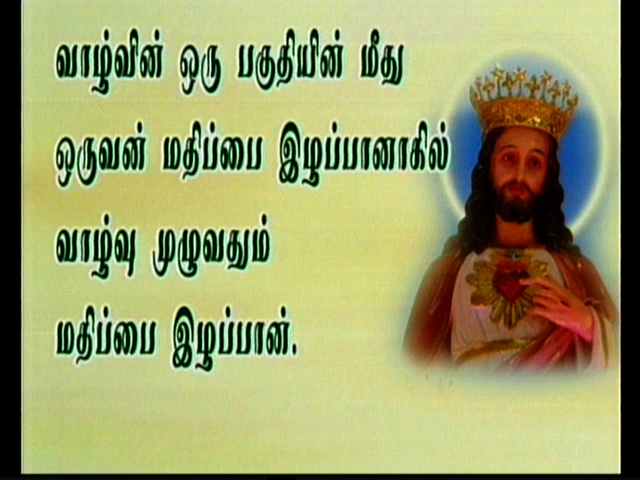 வாழ்வின் ஒரு பகுதியின் மீது
ஒருவன் மதிப்பை இழப்பானாகில்
வாழ்வு முழுவதும்
மதிப்பை இழப்பான்.